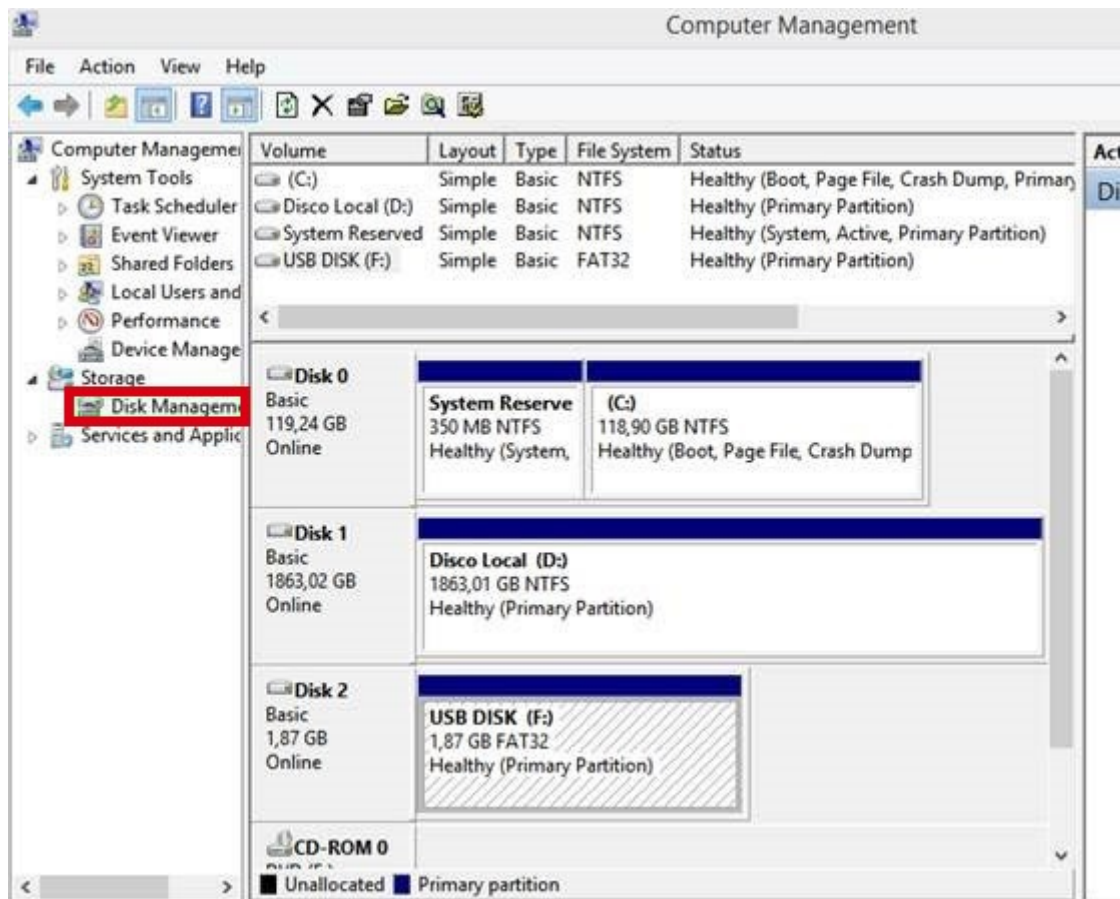 Computer Management
File Action View Help
Computer Managemer
System Tools
Task Scheduler
Event Viewer
Shared Folders
Local Users and
Performance
Device Manage
Storage
Disk Manageme
Services and Applic
Volume Layout Type File System Status
(C:) Simple Basic NTFS Healthy (Boot, Page File, Crash Dump, Primary
Disco Local (D:) Simple Basic NTFS Healthy (Primary Partition)
System Reserved Simple Basic NTFS Healthy (System, Active, Primary Partition)
USB DISK (F:) Simple Basic FAT32 Healthy (Primary Partition)
Disk 0
Basic
119,24 GB
Online
System Reserve
350 MB NTFS
Healthy (System,
(C:)
118,90 GB NTFS
Healthy (Boot, Page File, Crash Dump
Disk 1
Basic
1863,02 GB
Online
Disco Local (D:)
1863,01 GB NTFS
Healthy (Primary Partition)
Disk 2
Basic
1,87 GB
Online
USB DISK (F:)
1,87 GB FAT32
Healthy (Primary Partition)
CD-ROM 0
Unallocated Primary partition
Act
Di